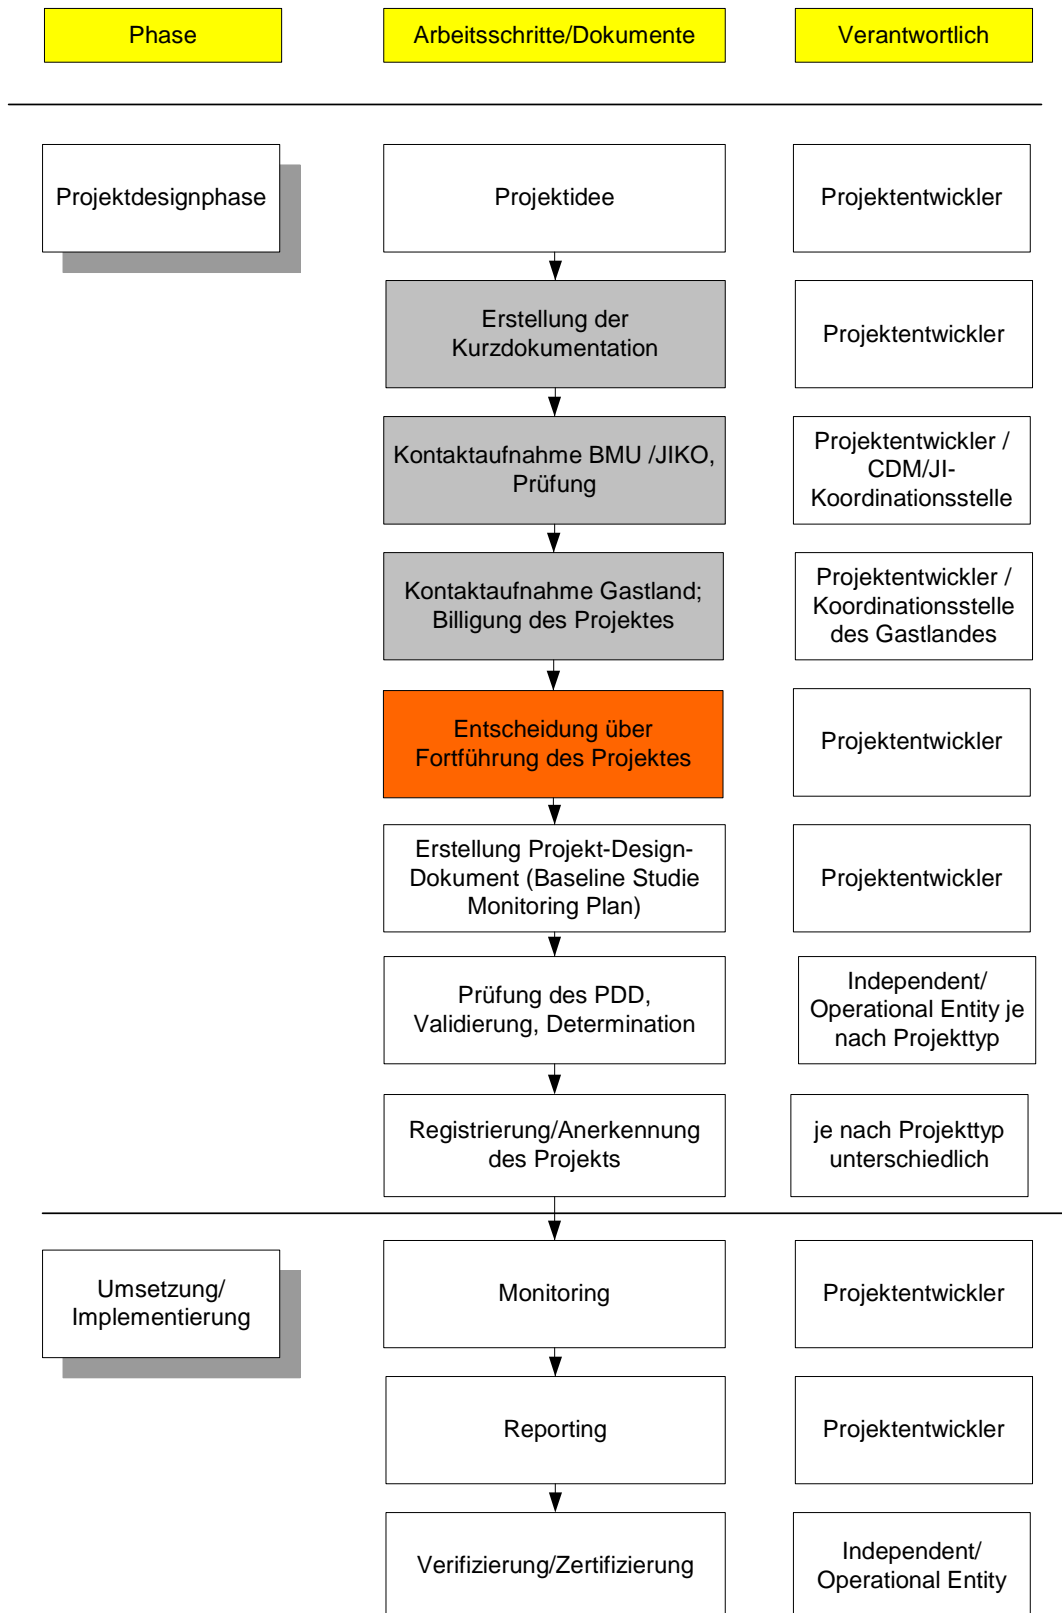 Phase
Arbeitsschritte/Dokumente
Verantwortlich
Projektdesignphase
Projektidee
Projektentwickler
Erstellung der
Kurzdokumentation
Projektentwickler
Kontaktaufnahme BMU /JIKO,
Prüfung
Projektentwickler /
CDM/JI-
Koordinationsstelle
Kontaktaufnahme Gastland;
Billigung des Projektes
Projektentwickler /
Koordinationsstelle
des Gastlandes
Entscheidung über
Fortführung des Projektes
Projektentwickler
Erstellung Projekt-Design-
Dokument (Baseline Studie
Monitoring Plan)
Projektentwickler
Prüfung des PDD,
Validierung, Determination
Independent/
Operational Entity je
nach Projekttyp
Registrierung/Anerkennung
des Projekts
je nach Projekttyp
unterschiedlich
Umsetzung/
Implementierung
Monitoring
Projektentwickler
Reporting
Projektentwickler
Verifizierung/Zertifizierung
Independent/
Operational Entity